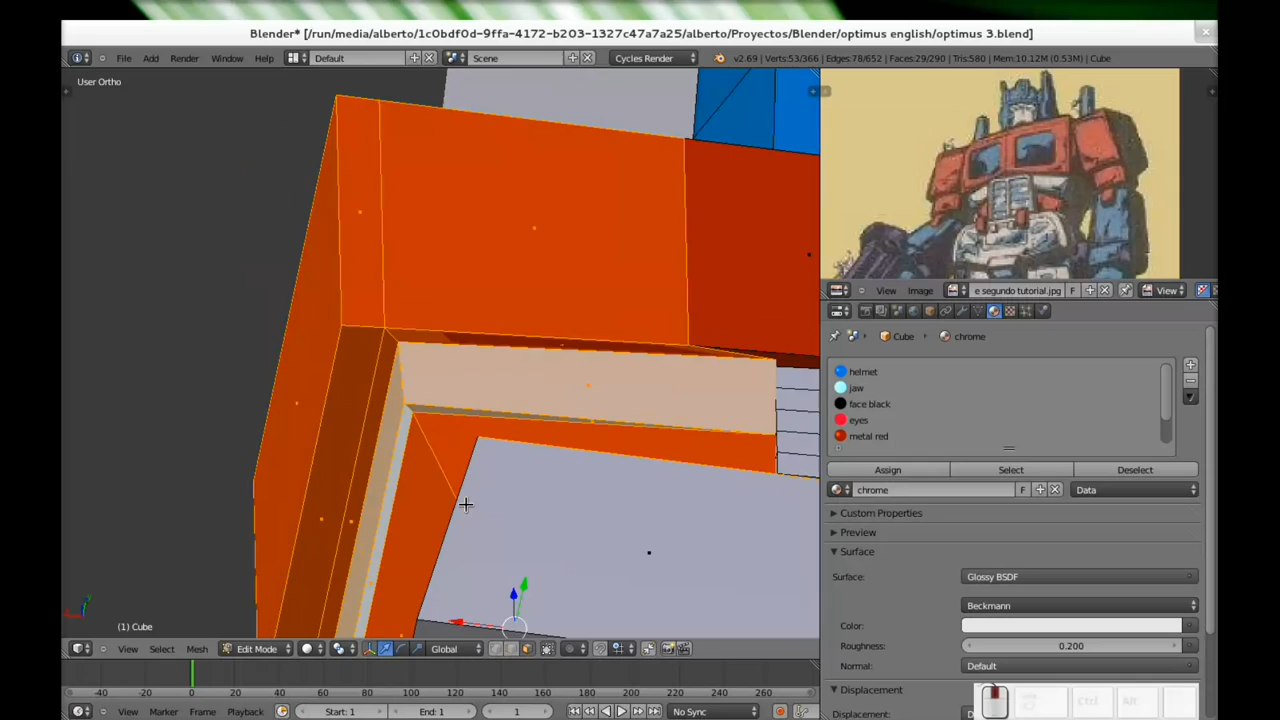 Blender* [/run/media/alberto/1c0bdf0d-9ffa-4172-b203-1327c47a7a25/alberto/Proyectos/Blender/optimus english/optimus 3.blend]
File Add Render Window Help Default Scene Cycles Render v2.69 | Verts:53/366 | Edges:78/652 | Faces:29/290 | Tris:580 | Mem:10.12M (0.53M) | Cube
User Ortho
View Image e segundo tutorial.jpg F View
Cube chrome
helmet
jaw
face black
eyes
metal red
Assign Select Deselect
chrome F Data
Custom Properties
Preview
Surface
Surface: Glossy BSDF
Beckmann
Color:
Roughness: 0.200
Normal: Default
Displacement
Displacement:
Ctrl Alt
(1) Cube
View Select Mesh Edit Mode Global
-40 -20 0 20 40 60 80 100 120 140 160 180 200 220 240 260
View Marker Frame Playback Start: 1 End: 1 1 No Sync